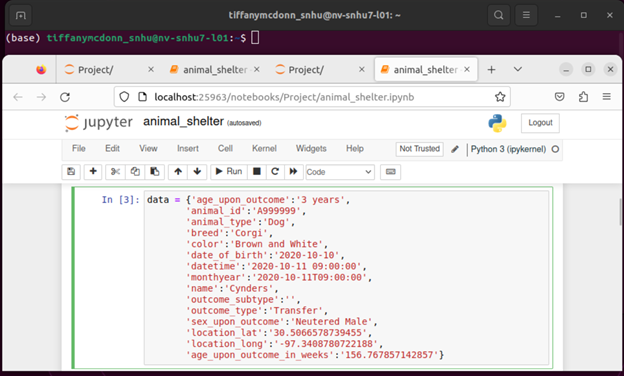 tiffanymcdonn_snhu@nv-snhu7-l01: ~
(base) tiffanymcdonn_snhu@nv-snhu7-l01:~$
Project/ animal_shelter Project/ animal_shelter
localhost:25963/notebooks/Project/animal_shelter.ipynb
jupyter animal_shelter (autosaved) Logout
File Edit View Insert Cell Kernel Widgets Help Not Trusted Python 3 (ipykernel)
Run Code
In [3]: data = {'age_upon_outcome':'3 years',
'animal_id':'A999999',
'animal_type':'Dog',
'breed':'Corgi',
'color':'Brown and White',
'date_of_birth':'2020-10-10',
'datetime':'2020-10-11 09:00:00',
'monthyear':'2020-10-11T09:00:00',
'name':'Cynders',
'outcome_subtype':'',
'outcome_type':'Transfer',
'sex_upon_outcome':'Neutered Male',
'location_lat':'30.5066578739455',
'location_long':'-97.3408780722188',
'age_upon_outcome_in_weeks':'156.767857142857'}